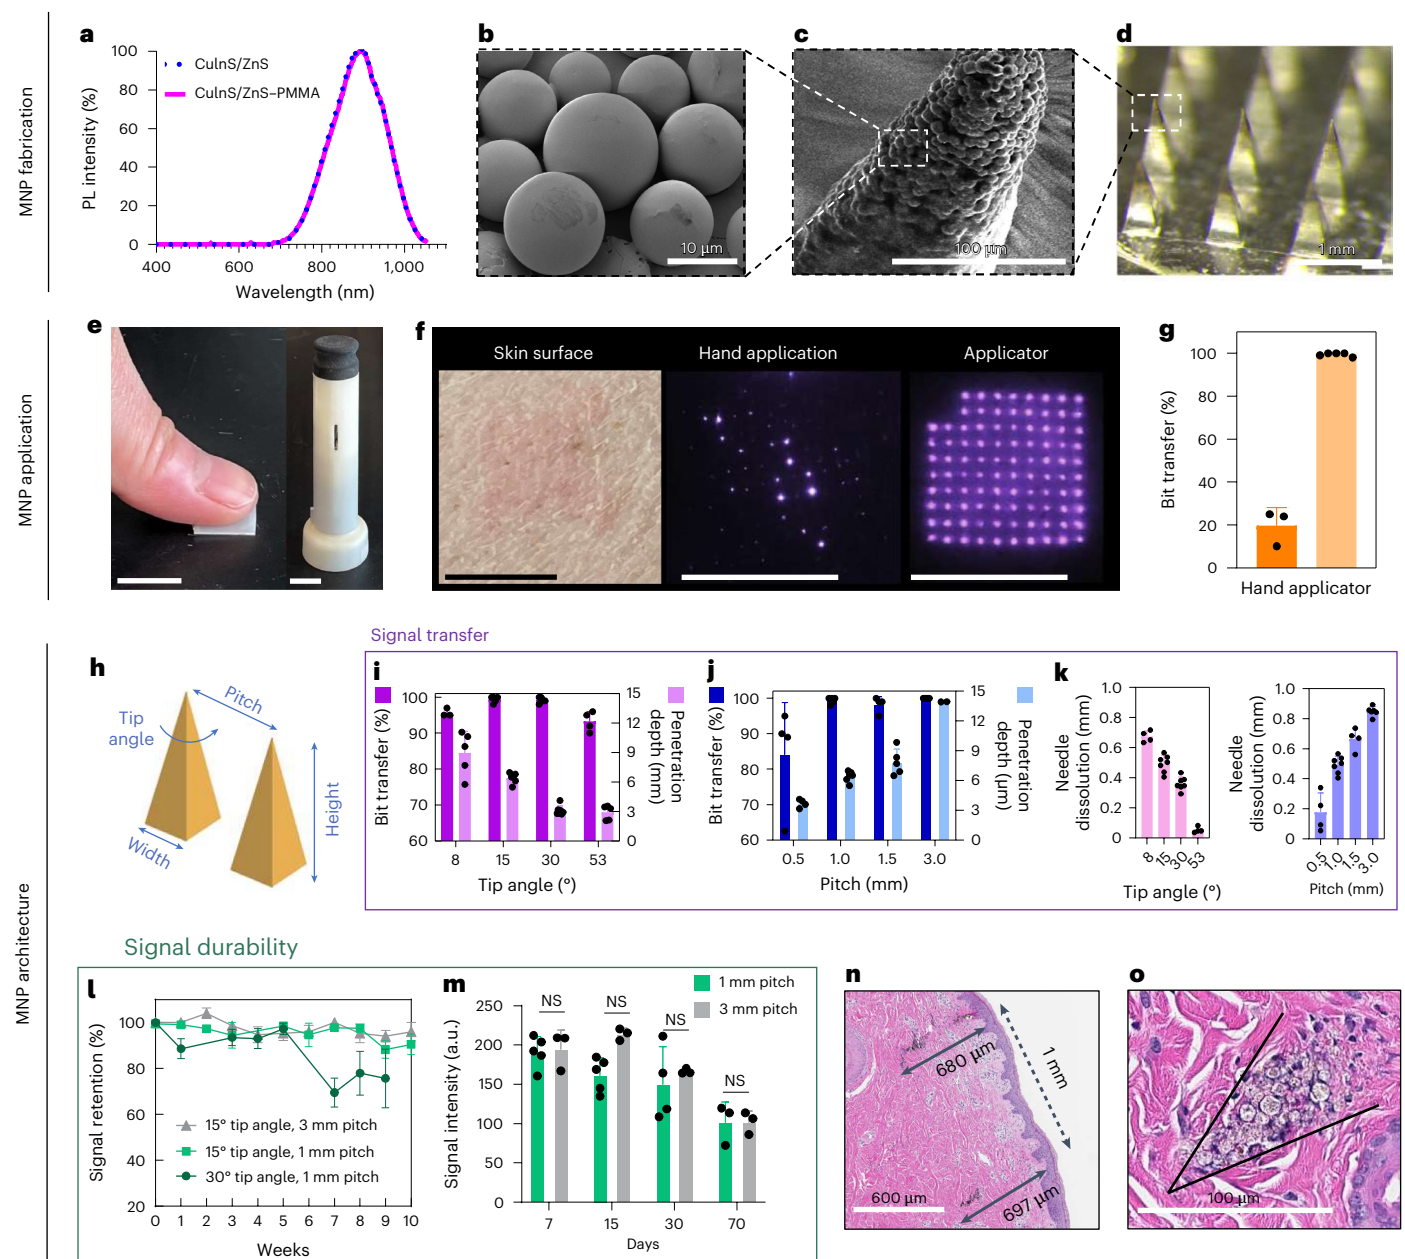 MNP fabrication
a
PL intensity (%)
100
80
60
40
20
0
CuInS/ZnS
CuInS/ZnS–PMMA
400
600
800
1,000
Wavelength (nm)
b
10 μm
c
100 μm
d
1 mm
MNP application
e
f
Skin surface
Hand application
Applicator
g
Bit transfer (%)
100
80
60
40
20
0
Hand applicator
MNP architecture
h
Pitch
Tip angle
Height
Width
Signal transfer
i
Bit transfer (%)
100
90
80
70
60
15
12
9
6
3
0
Penetration depth (mm)
8
15
30
53
Tip angle (°)
j
Bit transfer (%)
100
90
80
70
60
15
12
9
6
3
0
Penetration depth (μm)
0.5
1.0
1.5
3.0
Pitch (mm)
k
Needle dissolution (mm)
1.0
0.8
0.6
0.4
0.2
0
8
15
30
53
Tip angle (°)
Needle dissolution (mm)
1.0
0.8
0.6
0.4
0.2
0
0.5
1.0
1.5
3.0
Pitch (mm)
Signal durability
l
Signal retention (%)
100
80
60
40
20
15° tip angle, 3 mm pitch
15° tip angle, 1 mm pitch
30° tip angle, 1 mm pitch
0 1 2 3 4 5 6 7 8 9 10
Weeks
m
1 mm pitch
3 mm pitch
Signal intensity (a.u.)
250
200
150
100
50
0
NS
NS
NS
NS
7
15
30
70
Days
n
680 μm
1 mm
697 μm
600 μm
o
100 μm